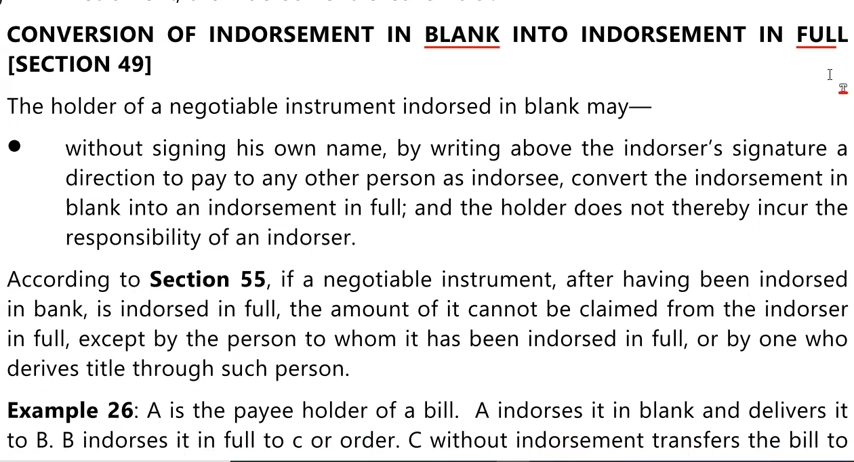 CONVERSION OF INDORSEMENT IN BLANK INTO INDORSEMENT IN FULL
[SECTION 49]
The holder of a negotiable instrument indorsed in blank may—
● without signing his own name, by writing above the indorser's signature a
direction to pay to any other person as indorsee, convert the indorsement in
blank into an indorsement in full; and the holder does not thereby incur the
responsibility of an indorser.
According to Section 55, if a negotiable instrument, after having been indorsed
in bank, is indorsed in full, the amount of it cannot be claimed from the indorser
in full, except by the person to whom it has been indorsed in full, or by one who
derives title through such person.
Example 26: A is the payee holder of a bill. A indorses it in blank and delivers it
to B. B indorses it in full to c or order. C without indorsement transfers the bill to